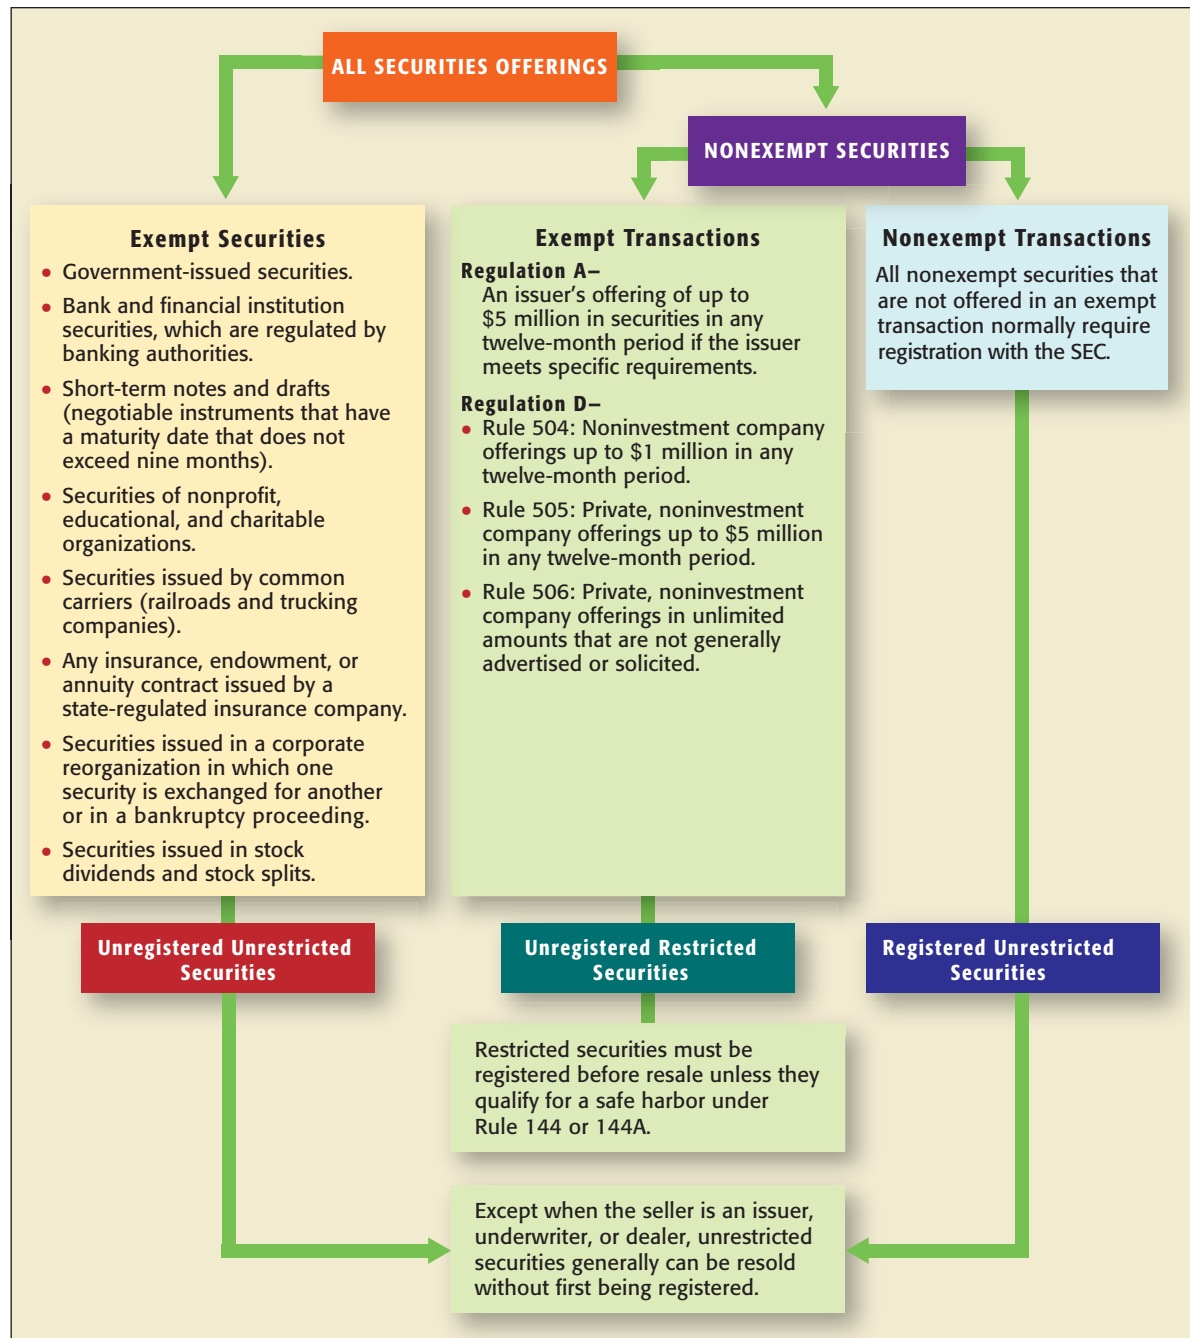 ALL SECURITIES OFFERINGS
NONEXEMPT SECURITIES
Exempt Securities
• Government-issued securities.
• Bank and financial institution
securities, which are regulated by
banking authorities.
• Short-term notes and drafts
(negotiable instruments that have
a maturity date that does not
exceed nine months).
• Securities of nonprofit,
educational, and charitable
organizations.
• Securities issued by common
carriers (railroads and trucking
companies).
• Any insurance, endowment, or
annuity contract issued by a
state-regulated insurance company.
• Securities issued in a corporate
reorganization in which one
security is exchanged for another
or in a bankruptcy proceeding.
• Securities issued in stock
dividends and stock splits.
Exempt Transactions
Regulation A—
An issuer’s offering of up to
$5 million in securities in any
twelve-month period if the issuer
meets specific requirements.
Regulation D—
• Rule 504: Noninvestment company
offerings up to $1 million in any
twelve-month period.
• Rule 505: Private, noninvestment
company offerings up to $5 million
in any twelve-month period.
• Rule 506: Private, noninvestment
company offerings in unlimited
amounts that are not generally
advertised or solicited.
Nonexempt Transactions
All nonexempt securities that
are not offered in an exempt
transaction normally require
registration with the SEC.
Unregistered Unrestricted
Securities
Unregistered Restricted
Securities
Registered Unrestricted
Securities
Restricted securities must be
registered before resale unless they
qualify for a safe harbor under
Rule 144 or 144A.
Except when the seller is an issuer,
underwriter, or dealer, unrestricted
securities generally can be resold
without first being registered.